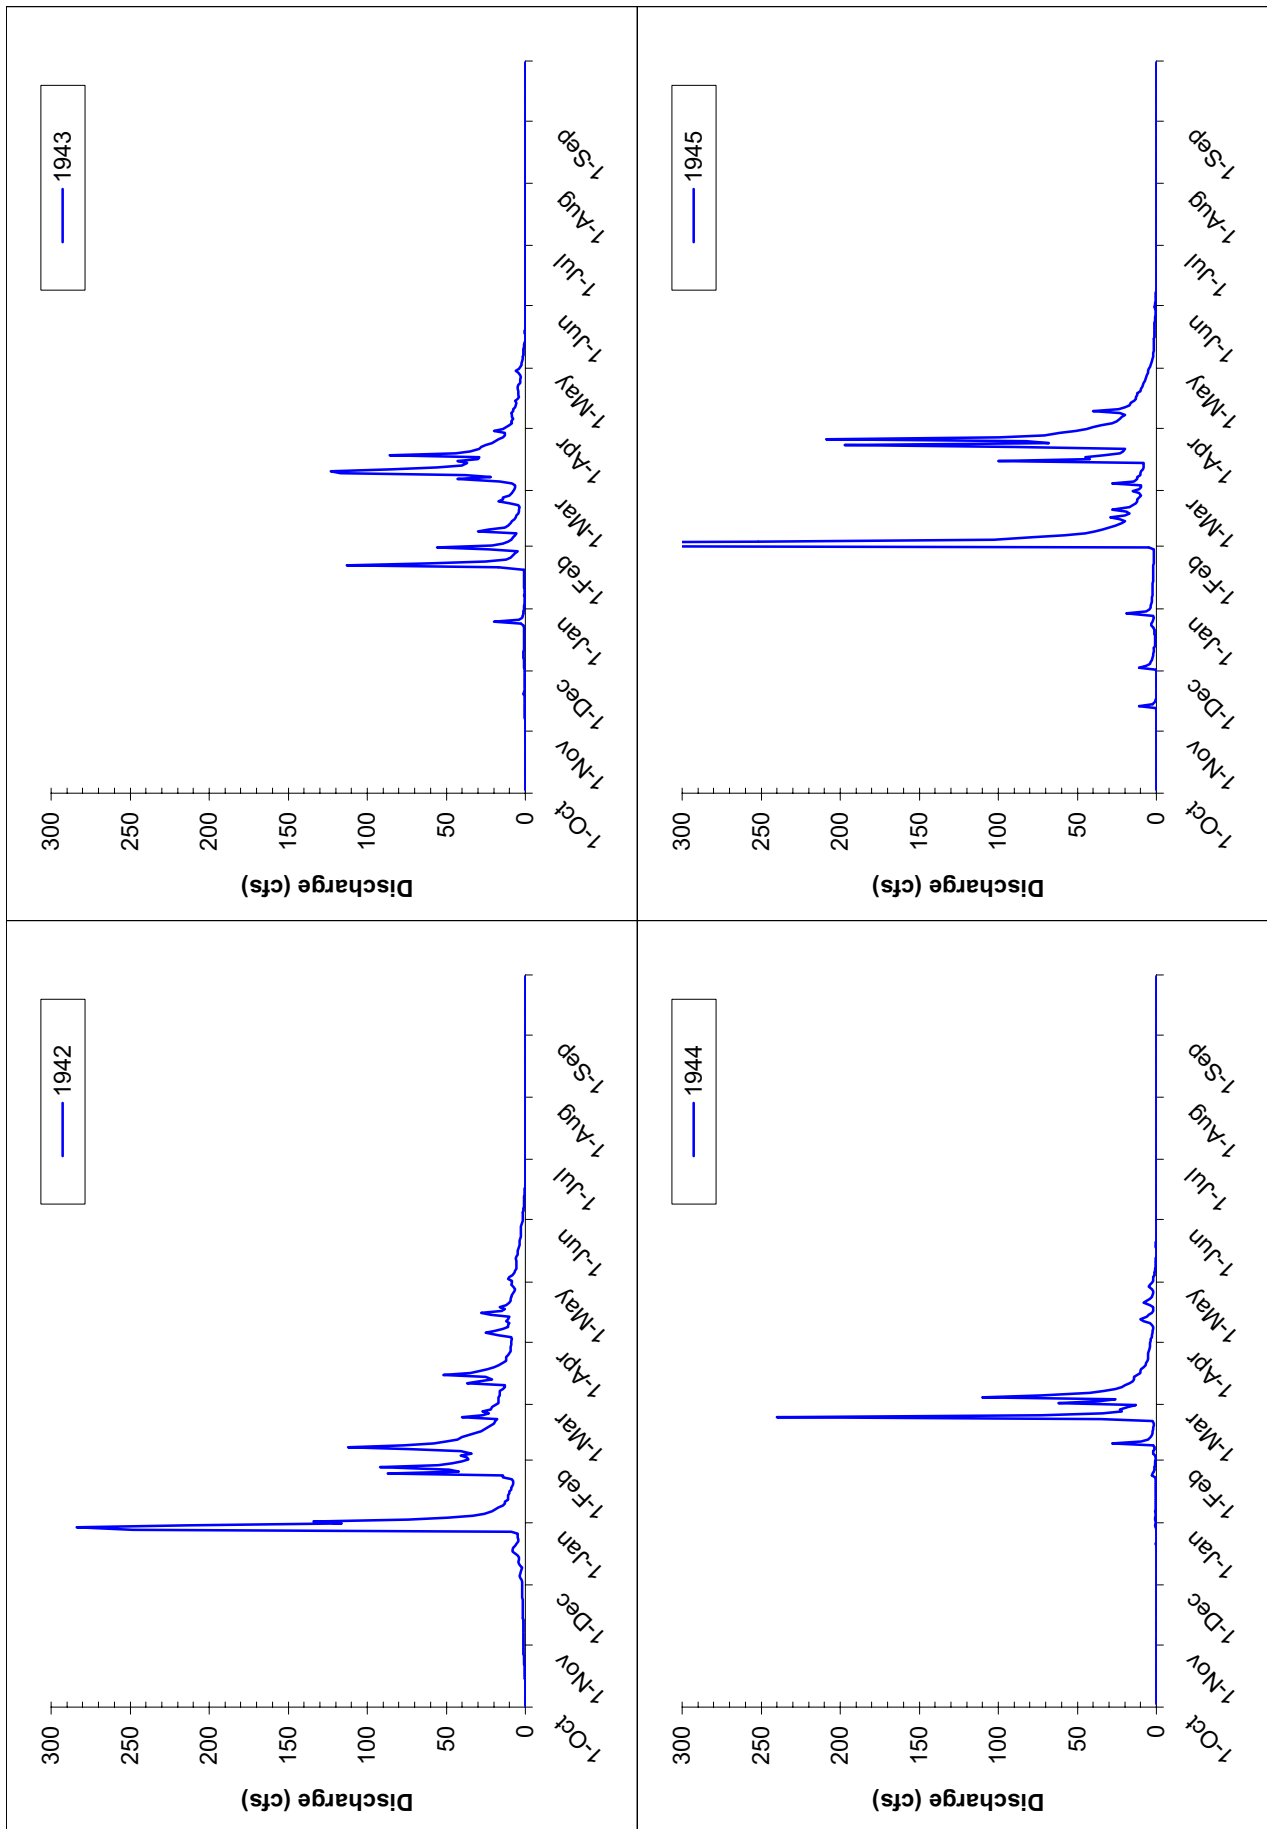 1942
Discharge (cfs)
300
250
200
150
100
50
0
1-Oct
1-Nov
1-Dec
1-Jan
1-Feb
1-Mar
1-Apr
1-May
1-Jun
1-Jul
1-Aug
1-Sep
1943
Discharge (cfs)
300
250
200
150
100
50
0
1-Oct
1-Nov
1-Dec
1-Jan
1-Feb
1-Mar
1-Apr
1-May
1-Jun
1-Jul
1-Aug
1-Sep
1944
Discharge (cfs)
300
250
200
150
100
50
0
1-Oct
1-Nov
1-Dec
1-Jan
1-Feb
1-Mar
1-Apr
1-May
1-Jun
1-Jul
1-Aug
1-Sep
1945
Discharge (cfs)
300
250
200
150
100
50
0
1-Oct
1-Nov
1-Dec
1-Jan
1-Feb
1-Mar
1-Apr
1-May
1-Jun
1-Jul
1-Aug
1-Sep